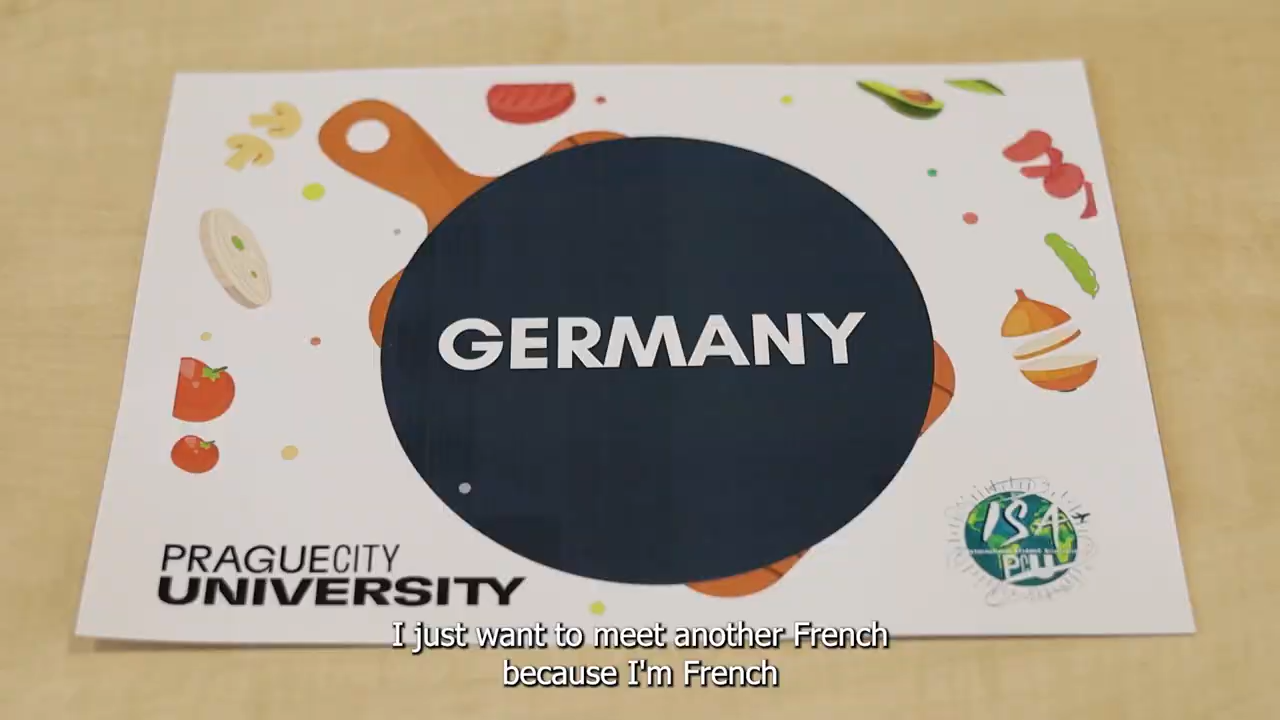 GERMANY
PRAGUECITY
UNIVERSITY
ISA
PCU
I just want to meet another French
because I'm French